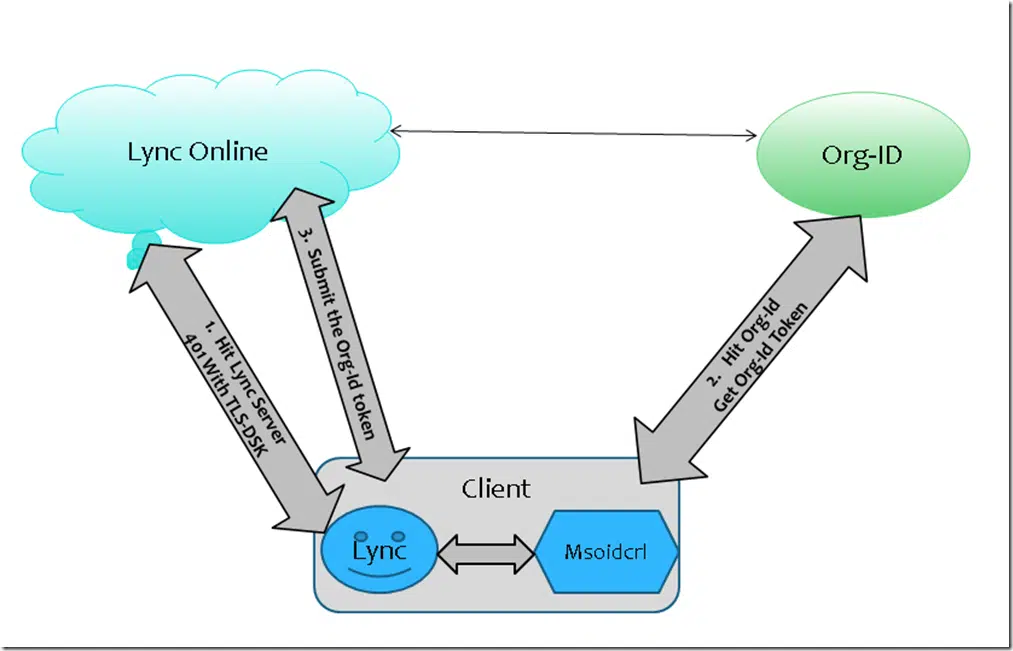 Lync Online
Org-ID
1. Hit Lync Server
401 With TLS-DSK
3. Submit the Org-Id token
2. Hit Org-Id
Get Org-Id Token
Client
Lync
Msoidcrl